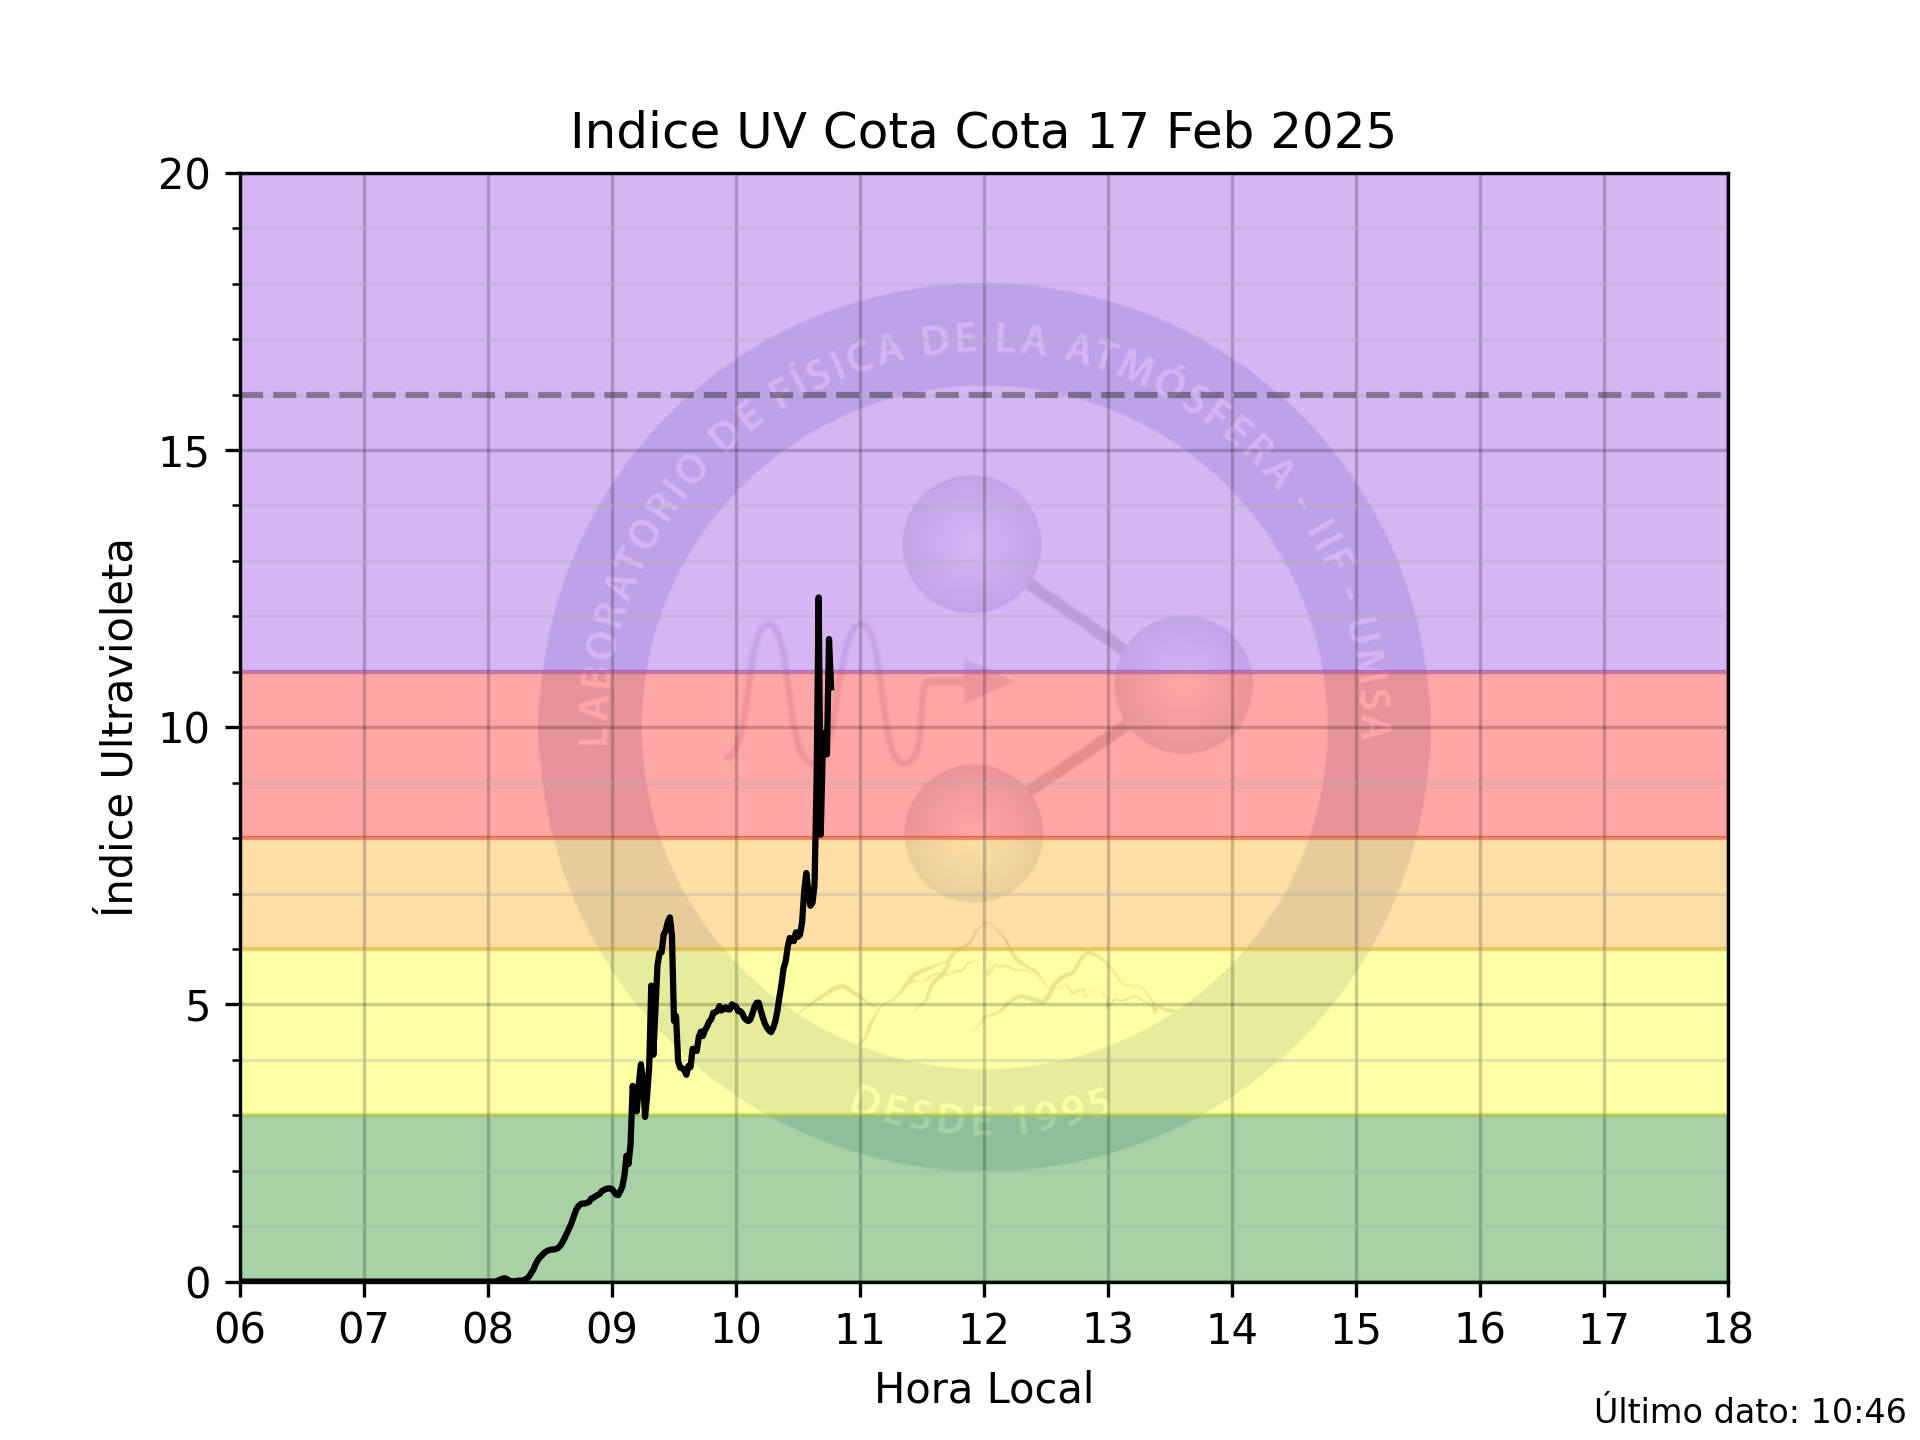 Indice UV Cota Cota 17 Feb 2025
20
15
10
5
0
Índice Ultravioleta
LABORATORIO DE FÍSICA DE LA ATMÓSFERA - IIF - UMSA
DESDE 1995
06 07 08 09 10 11 12 13 14 15 16 17 18
Hora Local
Último dato: 10:46